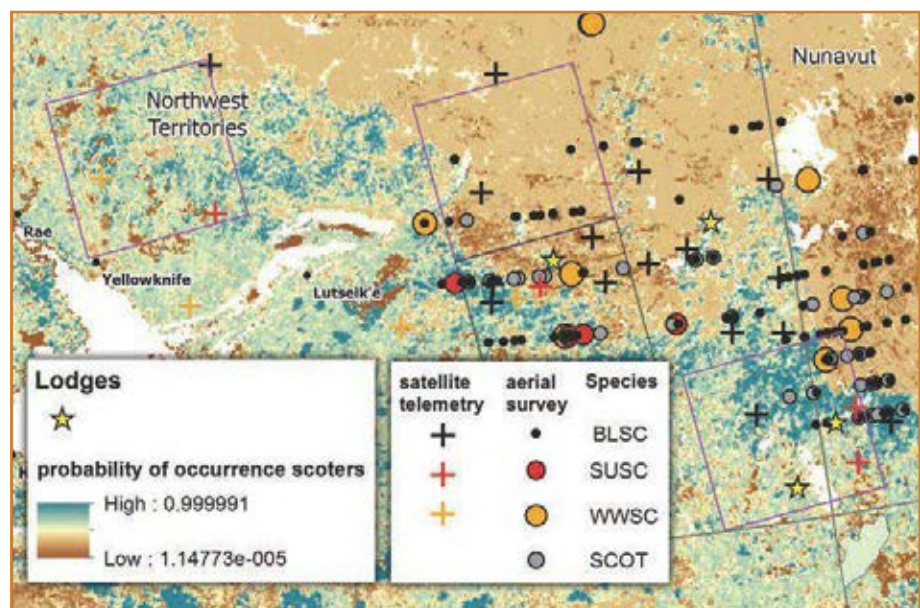 Nunavut
Northwest
Territories
Rae
Yellowknife
Lutselk'e
Lodges
probability of occurrence scoters
High : 0.999991
Low : 1.14773e-005
satellite
telemetry
aerial
survey
Species
BLSC
SUSC
WWSC
SCOT